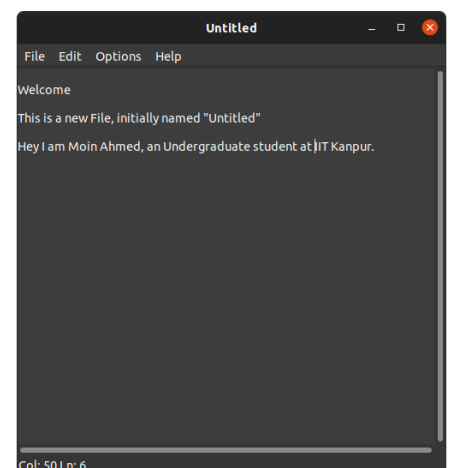 Untitled
File Edit Options Help
Welcome
This is a new File, initially named "Untitled"
Hey I am Moin Ahmed, an Undergraduate student at IIT Kanpur.
Col: 50 Ln: 6